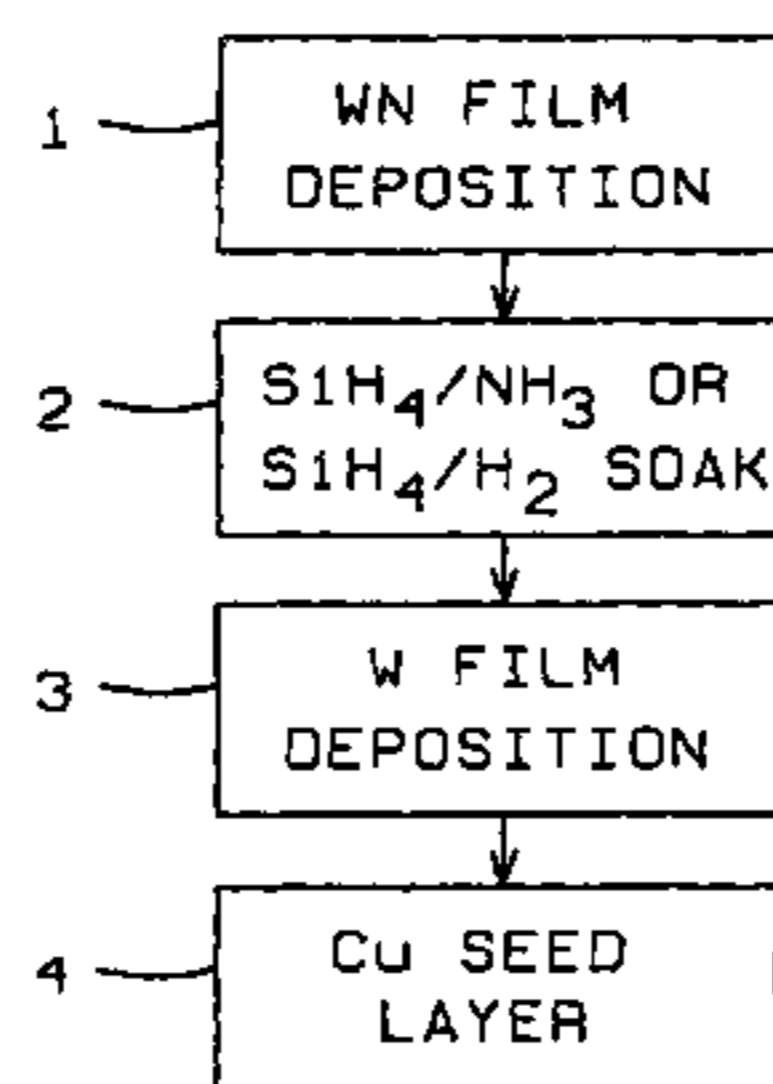 1
WN FILM
DEPOSITION
2
SiH4/NH3 OR
SiH4/H2 SOAK
3
W FILM
DEPOSITION
4
Cu SEED
LAYER